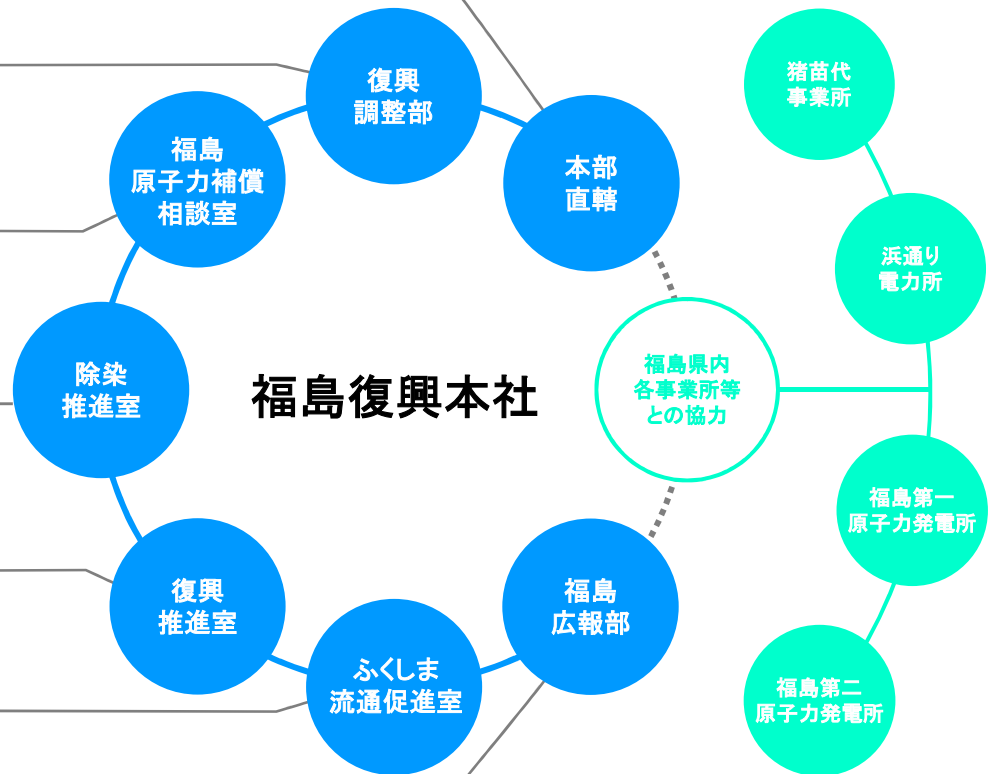 復興
調整部
本部
直轄
福島
原子力補償
相談室
除染
推進室
復興
推進室
ふくしま
流通促進室
福島
広報部
福島復興本社
福島県内
各事業所等
との協力
猪苗代
事業所
浜通り
電力所
福島第一
原子力発電所
福島第二
原子力発電所